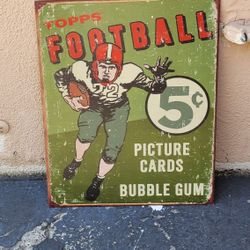 TOPPS
FOOTBALL
5¢
22
PICTURE
CARDS
BUBBLE GUM